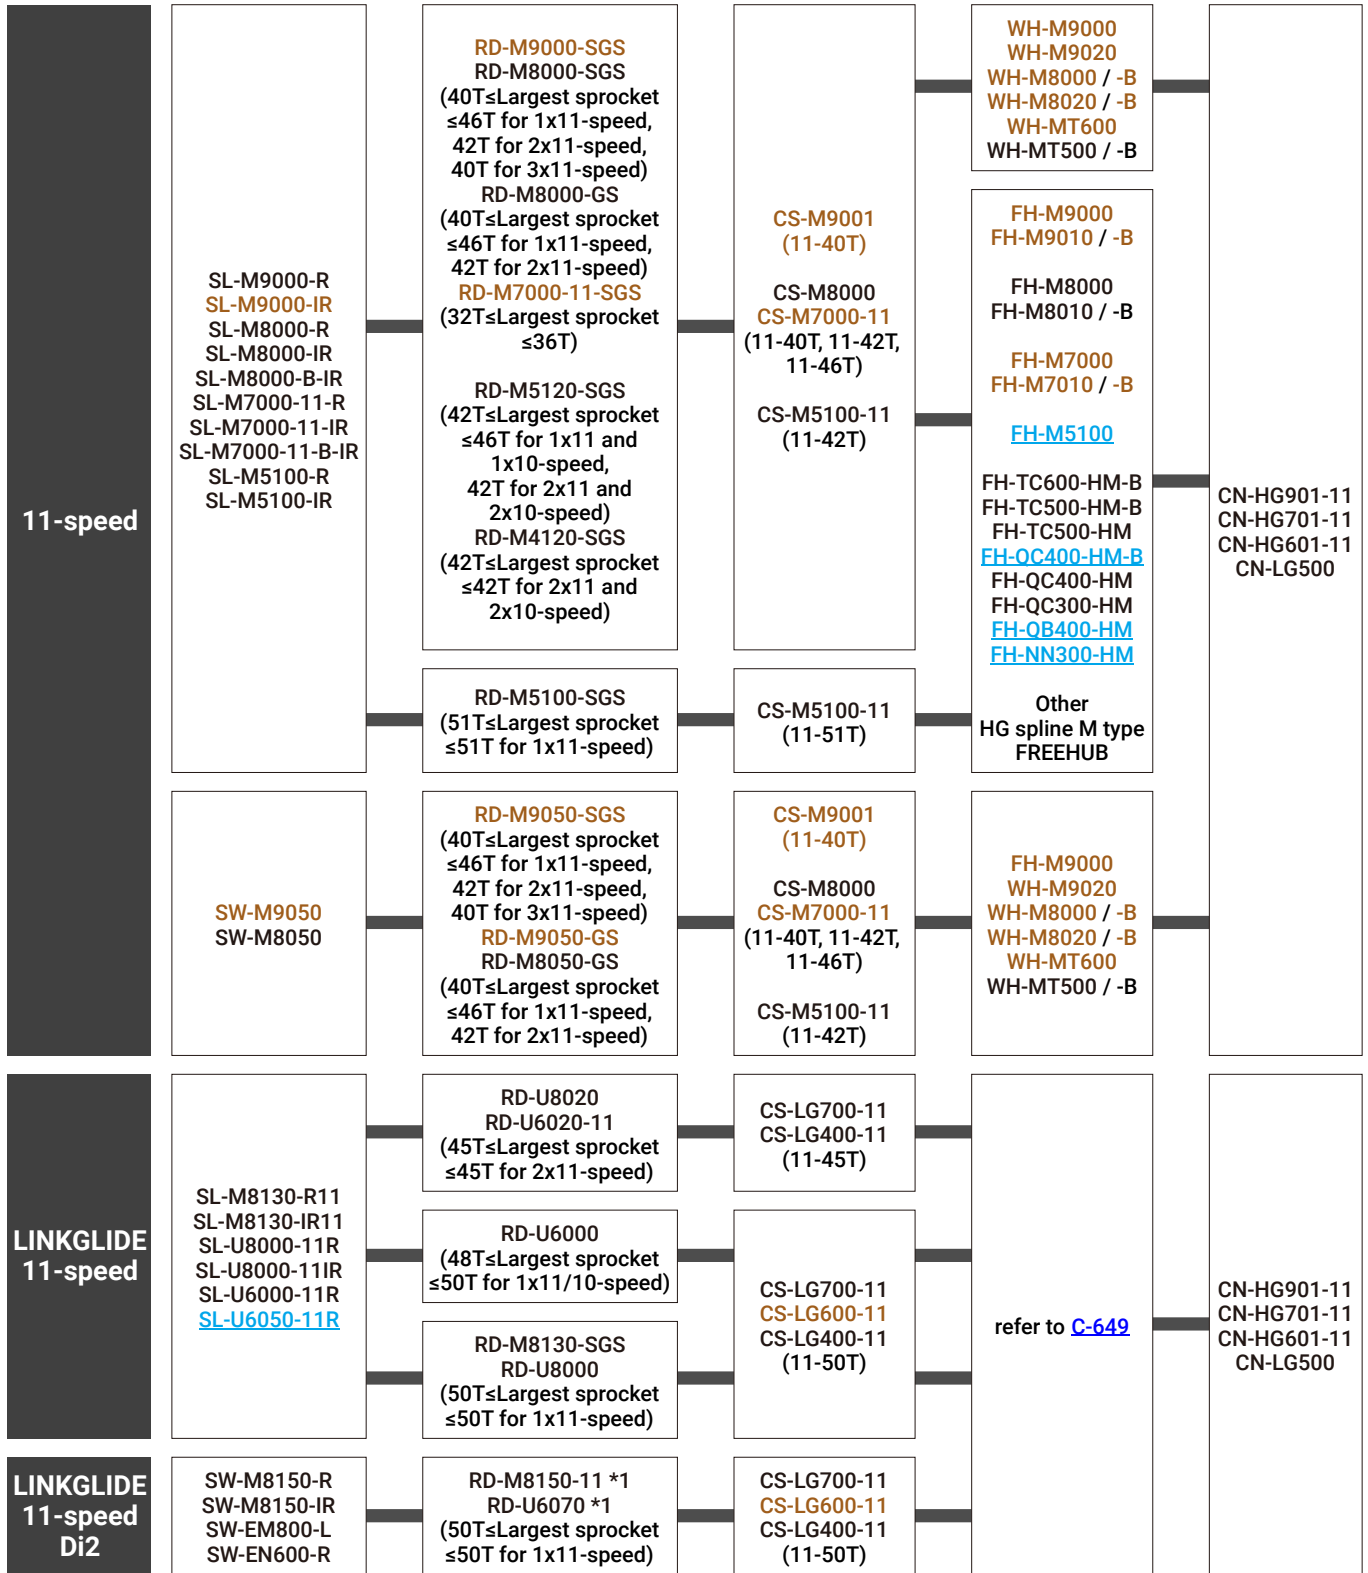 11-speed
SL-M9000-R
SL-M9000-IR
SL-M8000-R
SL-M8000-IR
SL-M8000-B-IR
SL-M7000-11-R
SL-M7000-11-IR
SL-M7000-11-B-IR
SL-M5100-R
SL-M5100-IR
RD-M9000-SGS
RD-M8000-SGS
(40T≤Largest sprocket
≤46T for 1x11-speed,
42T for 2x11-speed,
40T for 3x11-speed)
RD-M8000-GS
(40T≤Largest sprocket
≤46T for 1x11-speed,
42T for 2x11-speed)
RD-M7000-11-SGS
(32T≤Largest sprocket
≤36T)
RD-M5120-SGS
(42T≤Largest sprocket
≤46T for 1x11 and
1x10-speed,
42T for 2x11 and
2x10-speed)
RD-M4120-SGS
(42T≤Largest sprocket
≤42T for 2x11 and
2x10-speed)
CS-M9001
(11-40T)
CS-M8000
CS-M7000-11
(11-40T, 11-42T,
11-46T)
CS-M5100-11
(11-42T)
WH-M9000
WH-M9020
WH-M8000 / -B
WH-M8020 / -B
WH-MT600
WH-MT500 / -B
FH-M9000
FH-M9010 / -B
FH-M8000
FH-M8010 / -B
FH-M7000
FH-M7010 / -B
FH-M5100
FH-TC600-HM-B
FH-TC500-HM-B
FH-TC500-HM
FH-QC400-HM-B
FH-QC400-HM
FH-QC300-HM
FH-QB400-HM
FH-NN300-HM
Other
HG spline M type
FREEHUB
CN-HG901-11
CN-HG701-11
CN-HG601-11
CN-LG500
RD-M5100-SGS
(51T≤Largest sprocket
≤51T for 1x11-speed)
CS-M5100-11
(11-51T)
SW-M9050
SW-M8050
RD-M9050-SGS
(40T≤Largest sprocket
≤46T for 1x11-speed,
42T for 2x11-speed,
40T for 3x11-speed)
RD-M9050-GS
RD-M8050-GS
(40T≤Largest sprocket
≤46T for 1x11-speed,
42T for 2x11-speed)
CS-M9001
(11-40T)
CS-M8000
CS-M7000-11
(11-40T, 11-42T,
11-46T)
CS-M5100-11
(11-42T)
FH-M9000
WH-M9020
WH-M8000 / -B
WH-M8020 / -B
WH-MT600
WH-MT500 / -B
LINKGLIDE
11-speed
SL-M8130-R11
SL-M8130-IR11
SL-U8000-11R
SL-U8000-11IR
SL-U6000-11R
SL-U6050-11R
RD-U8020
RD-U6020-11
(45T≤Largest sprocket
≤45T for 2x11-speed)
CS-LG700-11
CS-LG400-11
(11-45T)
RD-U6000
(48T≤Largest sprocket
≤50T for 1x11/10-speed)
RD-M8130-SGS
RD-U8000
(50T≤Largest sprocket
≤50T for 1x11-speed)
CS-LG700-11
CS-LG600-11
CS-LG400-11
(11-50T)
refer to C-649
CN-HG901-11
CN-HG701-11
CN-HG601-11
CN-LG500
LINKGLIDE
11-speed
Di2
SW-M8150-R
SW-M8150-IR
SW-EM800-L
SW-EN600-R
RD-M8150-11 *1
RD-U6070 *1
(50T≤Largest sprocket
≤50T for 1x11-speed)
CS-LG700-11
CS-LG600-11
CS-LG400-11
(11-50T)